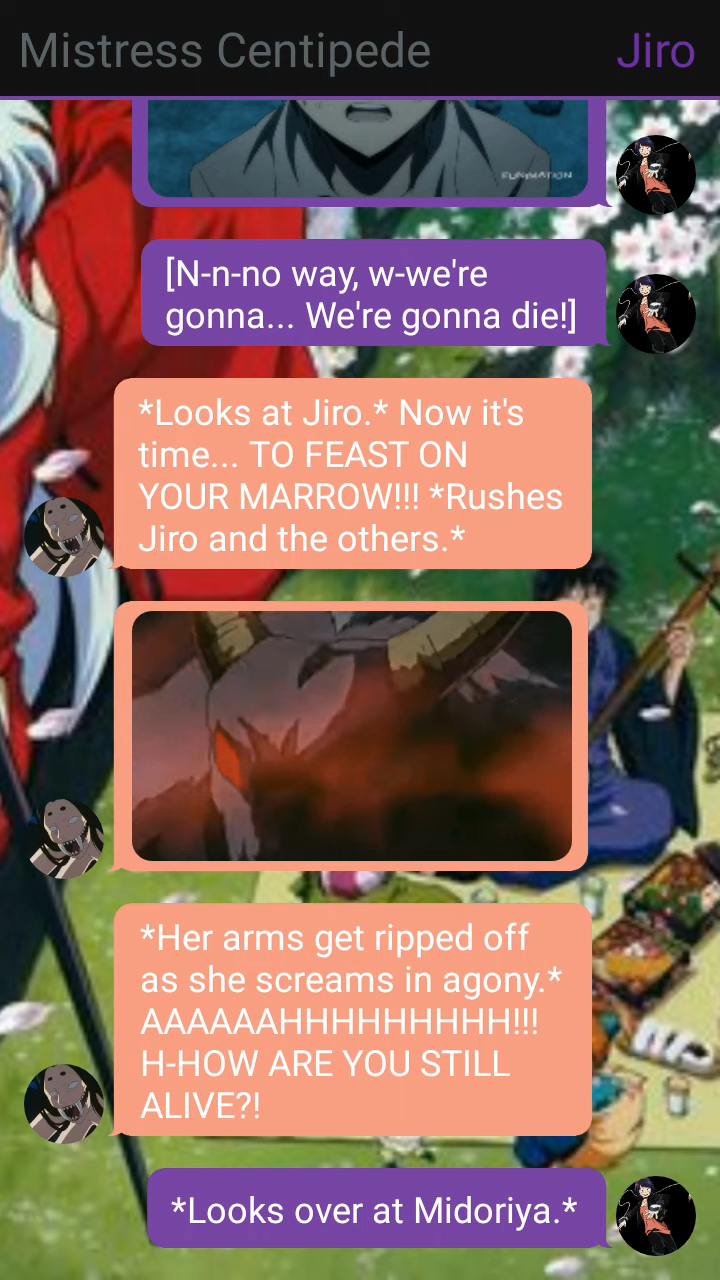 Mistress Centipede
Jiro
FUNIMATION
[N-n-no way, w-we're
gonna... We're gonna die!]
*Looks at Jiro.* Now it's
time... TO FEAST ON
YOUR MARROW!!! *Rushes
Jiro and the others.*
*Her arms get ripped off
as she screams in agony.*
AAAAAAHHHHHHHHH!!!
H-HOW ARE YOU STILL
ALIVE?!
*Looks over at Midoriya.*